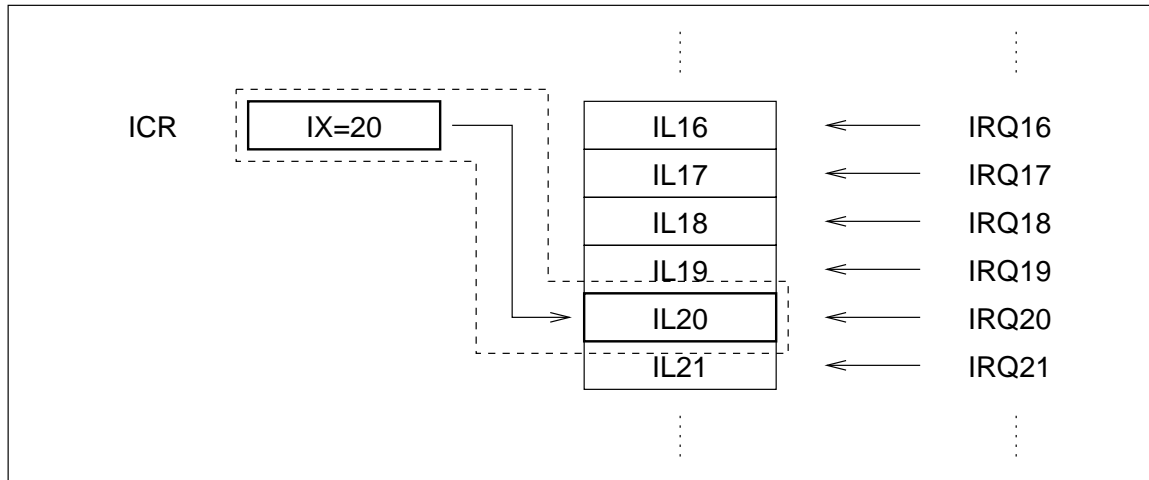 ICR IX=20 IL16 IRQ16
IL17 IRQ17
IL18 IRQ18
IL19 IRQ19
IL20 IRQ20
IL21 IRQ21